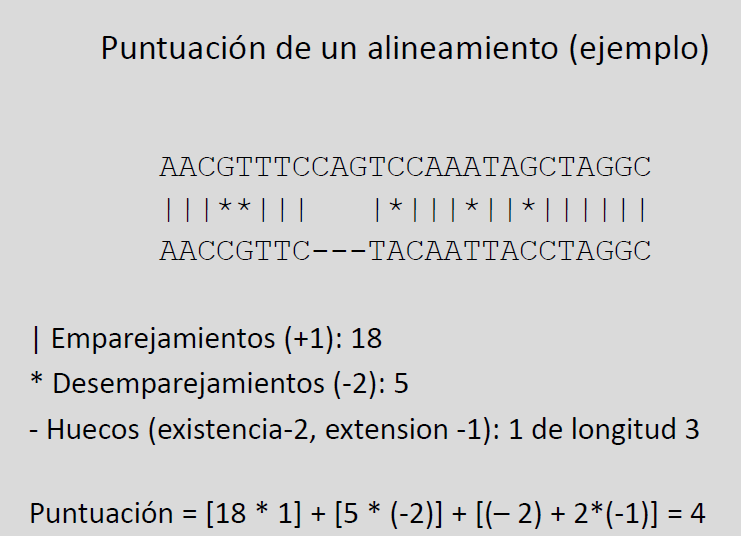 Puntuación de un alineamiento (ejemplo)
AACGTTTCCAGTCCAAATAGCTAGGC
|||**|||   |*|||*||*||||||
AACCGTTC---TACAATTACCTAGGC
| Emparejamientos (+1): 18
* Desemparejamientos (-2): 5
- Huecos (existencia-2, extension -1): 1 de longitud 3
Puntuación = [18 * 1] + [5 * (-2)] + [(– 2) + 2*(-1)] = 4